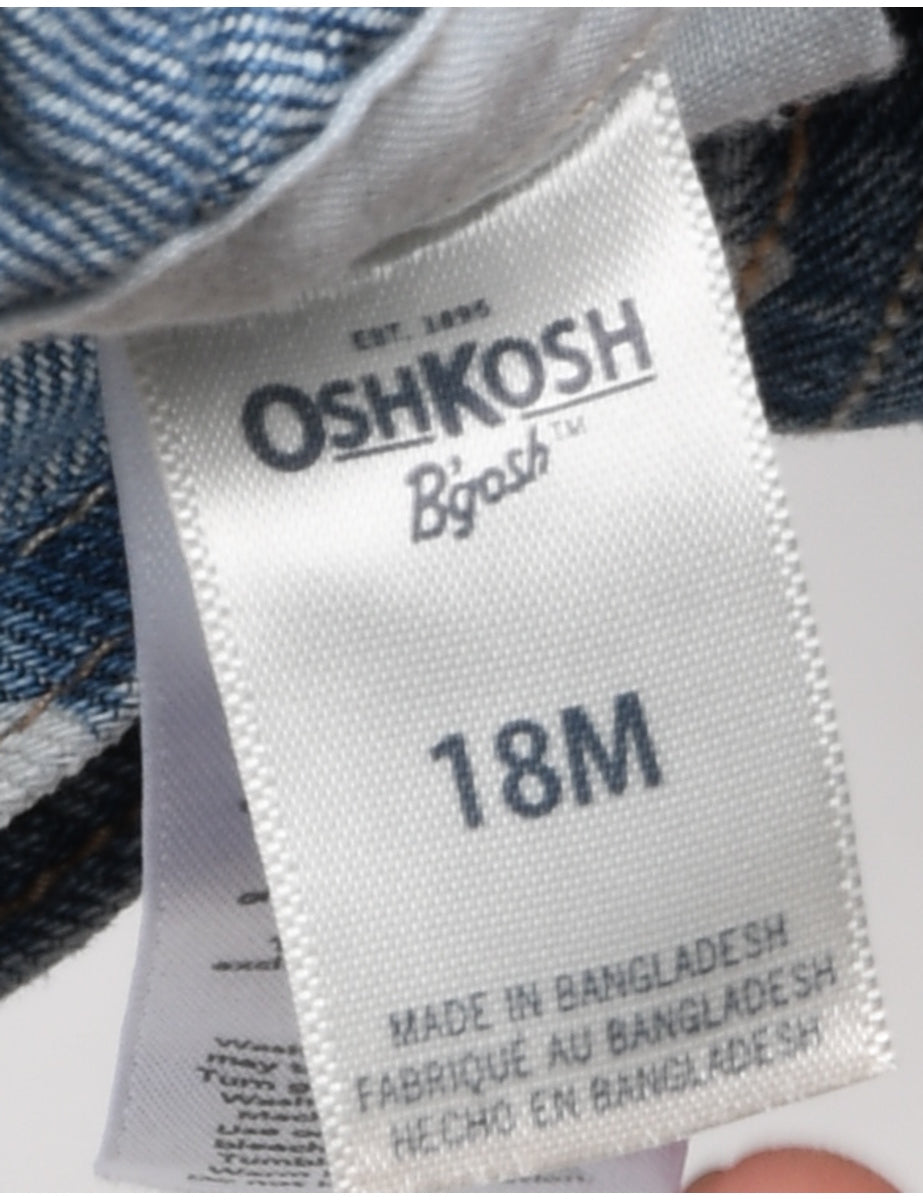 EST. 1895
OSHKOSH
B'gosh™
18M
MADE IN BANGLADESH
FABRIQUÉ AU BANGLADESH
HECHO EN BANGLADESH